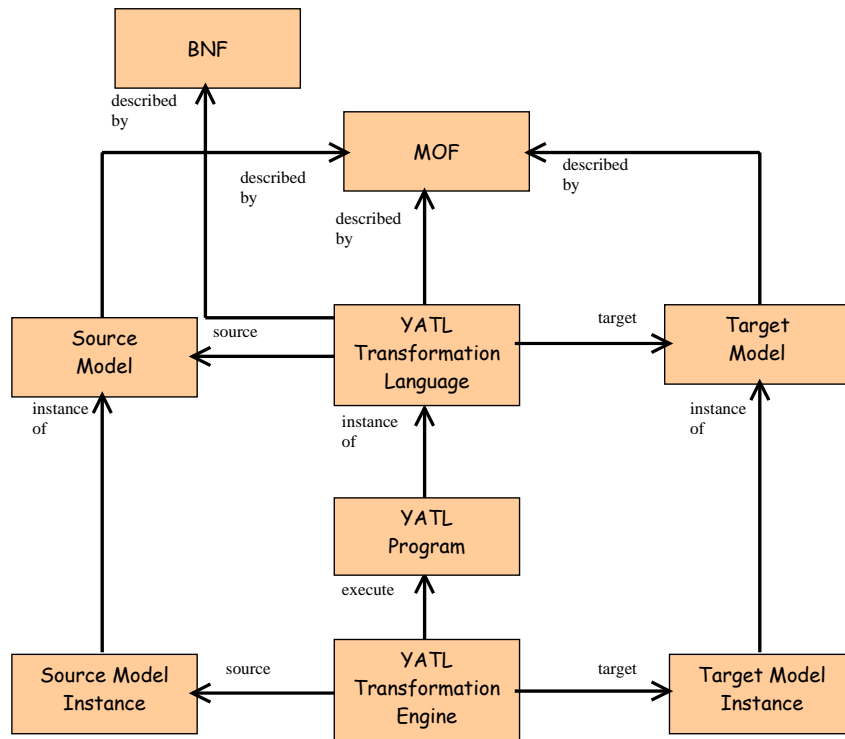 BNF
described
by
MOF
described
by
described
by
described
by
Source
Model
source
YATL
Transformation
Language
target
Target
Model
instance
of
instance
of
instance
of
YATL
Program
execute
Source Model
Instance
source
YATL
Transformation
Engine
target
Target Model
Instance